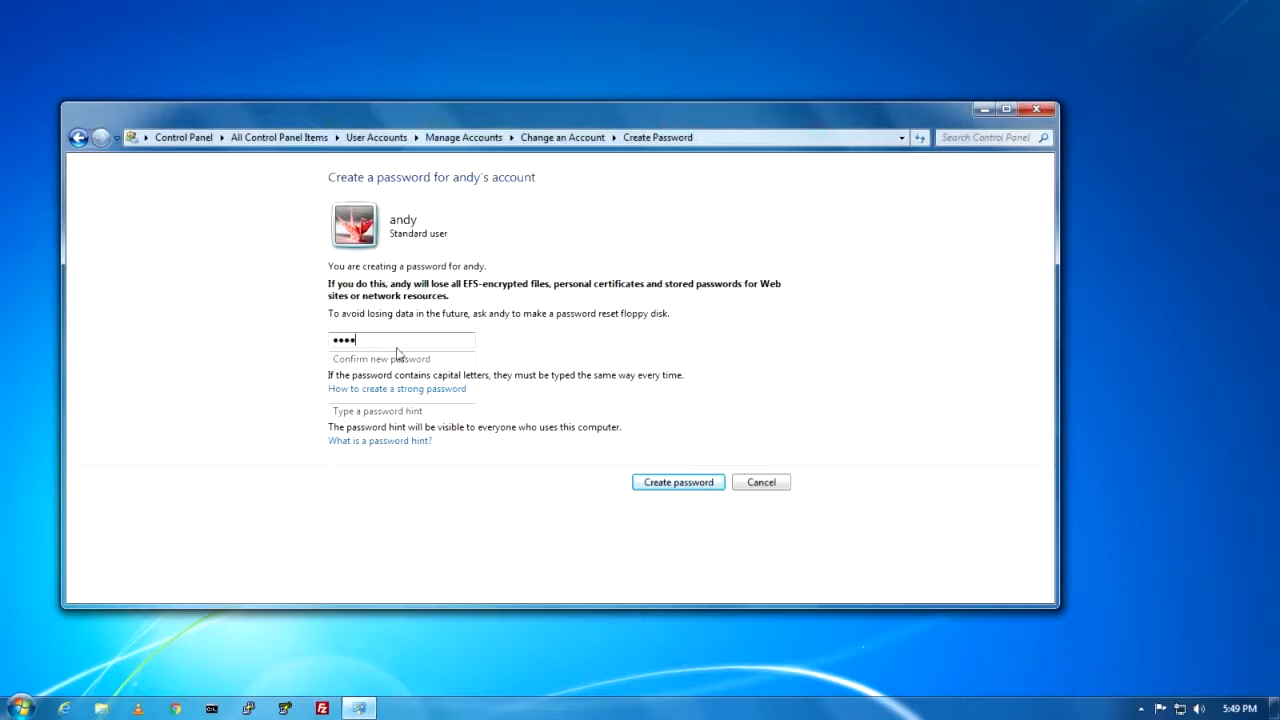 Control Panel All Control Panel Items User Accounts Manage Accounts Change an Account Create Password Search Control Panel
Create a password for andy's account
andy
Standard user
You are creating a password for andy.
If you do this, andy will lose all EFS-encrypted files, personal certificates and stored passwords for Web
sites or network resources.
To avoid losing data in the future, ask andy to make a password reset floppy disk.
••••
Confirm new password
If the password contains capital letters, they must be typed the same way every time.
How to create a strong password
Type a password hint
The password hint will be visible to everyone who uses this computer.
What is a password hint?
Create password Cancel
5:49 PM